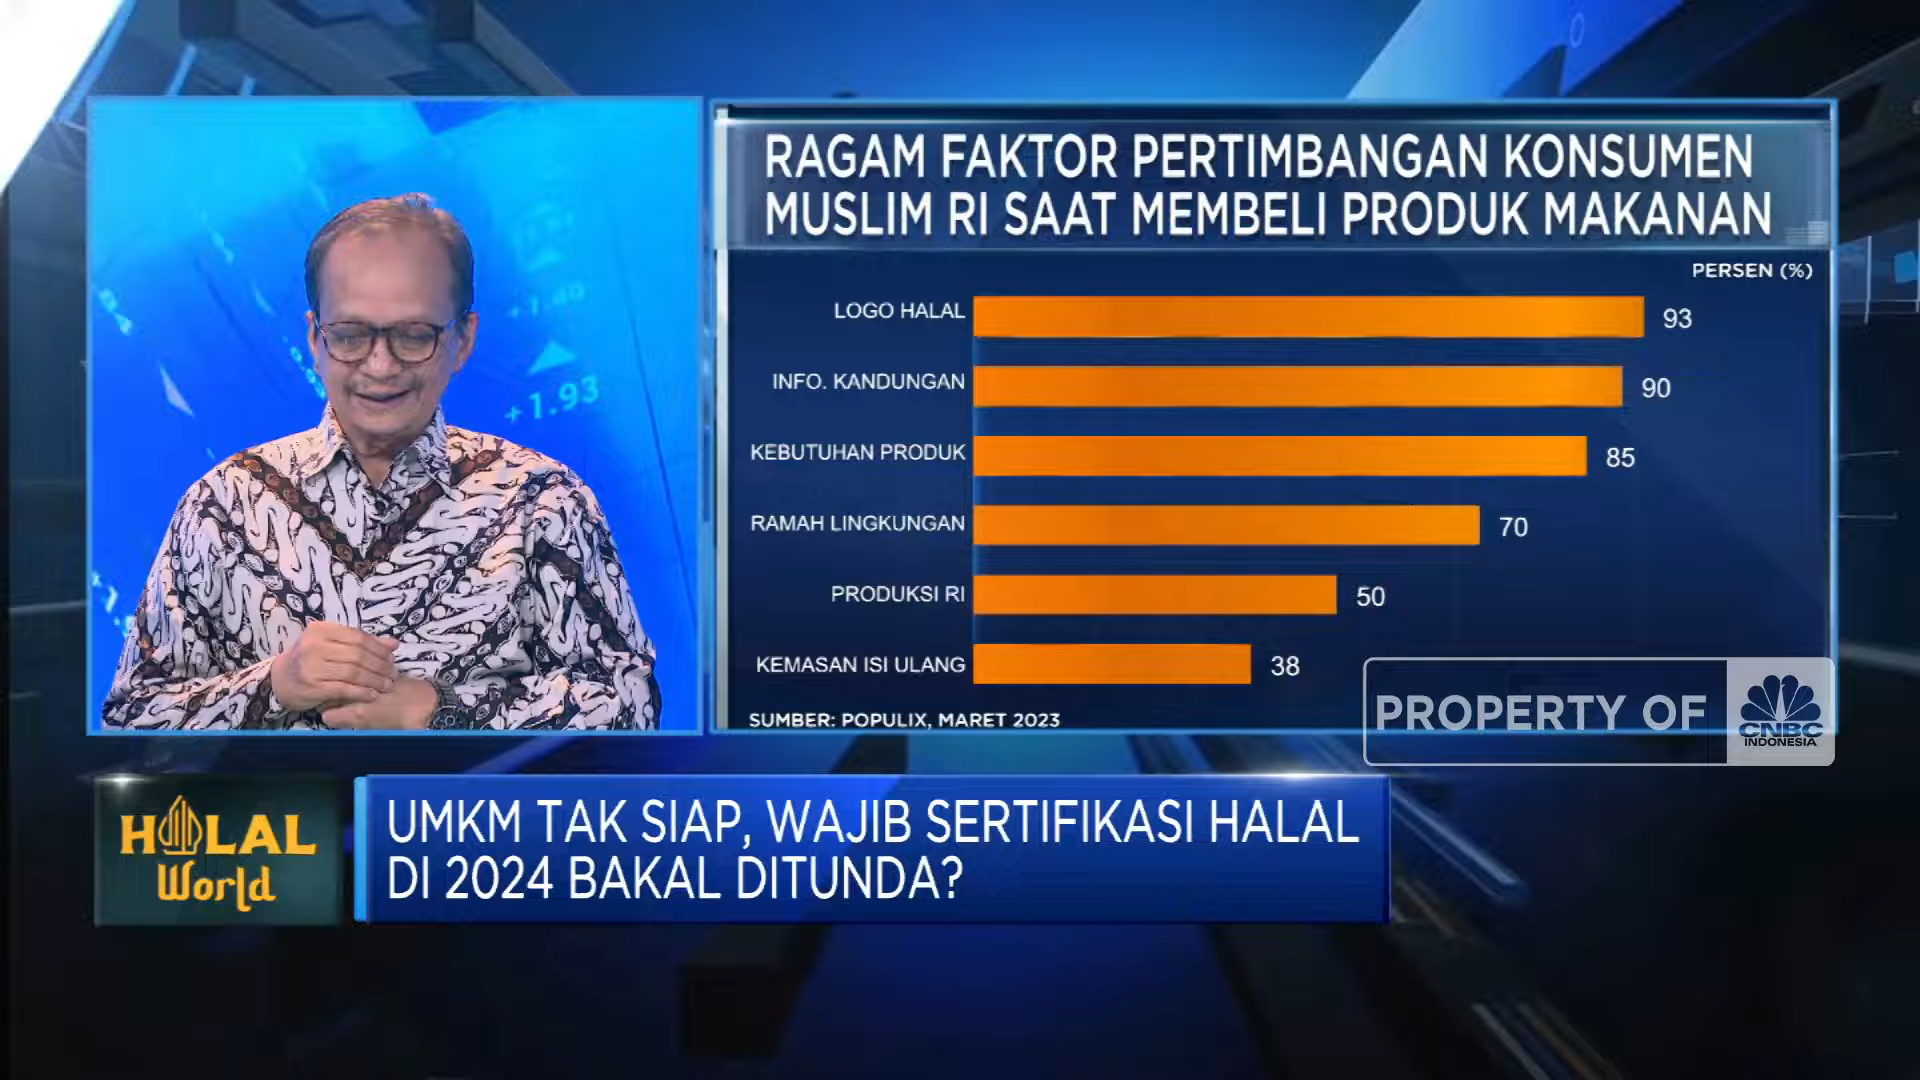 RAGAM FAKTOR PERTIMBANGAN KONSUMEN
MUSLIM RI SAAT MEMBELI PRODUK MAKANAN
PERSEN (%)
LOGO HALAL 93
INFO. KANDUNGAN 90
KEBUTUHAN PRODUK 85
RAMAH LINGKUNGAN 70
PRODUKSI RI 50
KEMASAN ISI ULANG 38
SUMBER: POPULIX, MARET 2023
PROPERTY OF
CNBC
INDONESIA
+1.40
+1.93
HALAL
World
UMKM TAK SIAP, WAJIB SERTIFIKASI HALAL
DI 2024 BAKAL DITUNDA?